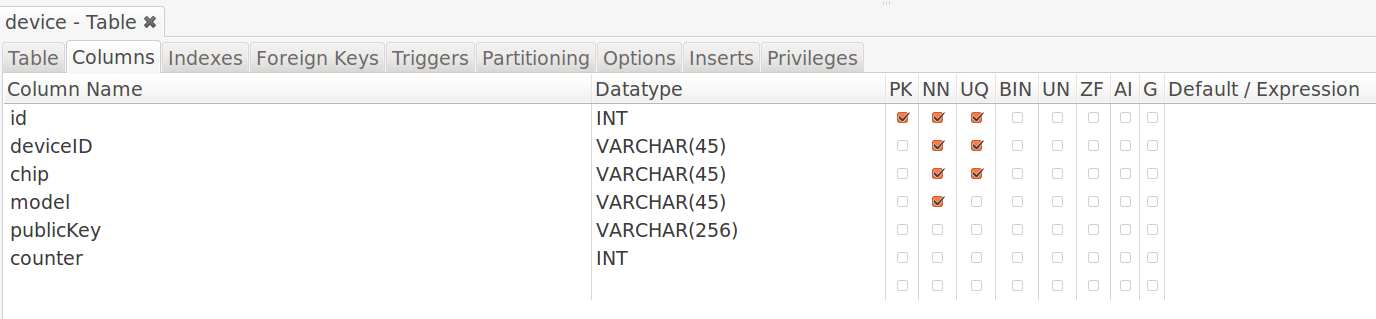 device - Table
Table Columns Indexes Foreign Keys Triggers Partitioning Options Inserts Privileges
Column Name Datatype PK NN UQ BIN UN ZF AI G Default / Expression
id INT
deviceID VARCHAR(45)
chip VARCHAR(45)
model VARCHAR(45)
publicKey VARCHAR(256)
counter INT